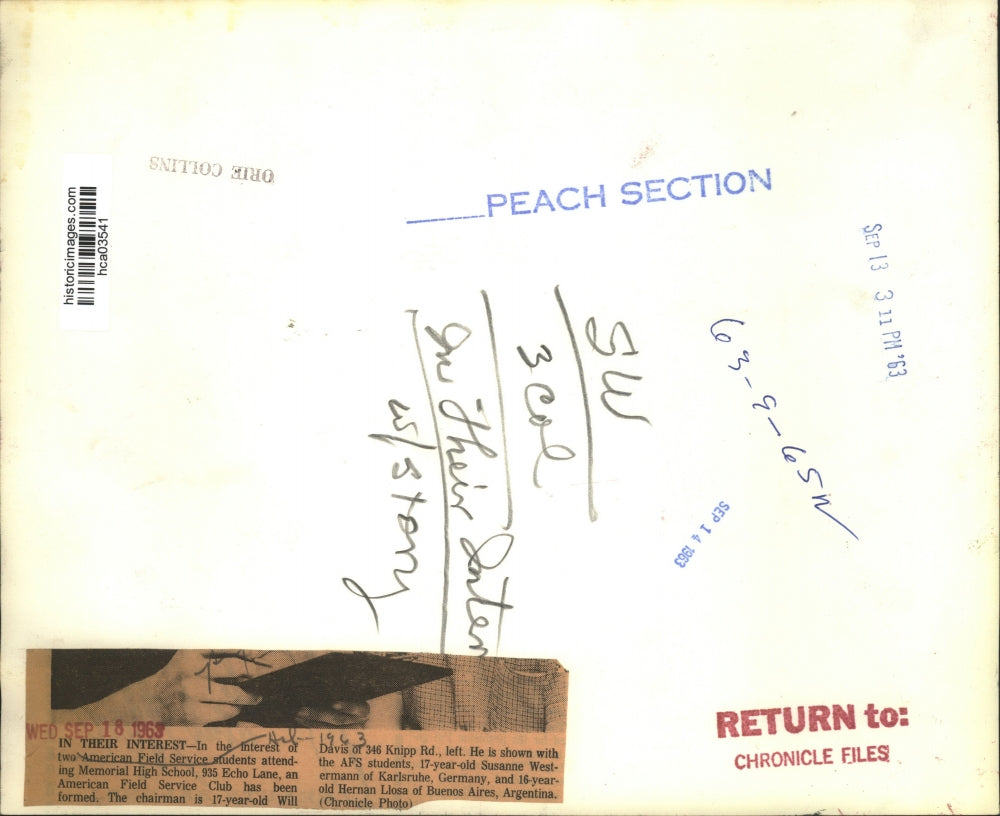 ORIE COLLINS
historicimages.com
hca03541
PEACH SECTION
SEP 13 3 11 PM '63
63-9-65W
SEP 14 1963
SW
3 col
In Their Inter
w/story
WED SEP 18 1963
IN THEIR INTEREST—In the interest of
two American Field Service students attend-
ing Memorial High School, 935 Echo Lane, an
American Field Service Club has been
formed. The chairman is 17-year-old Will
Davis of 346 Knipp Rd., left. He is shown with
the AFS students, 17-year-old Susanne West-
ermann of Karlsruhe, Germany, and 16-year-
old Hernan Llosa of Buenos Aires, Argentina.
(Chronicle Photo)
1963
RETURN to:
CHRONICLE FILES